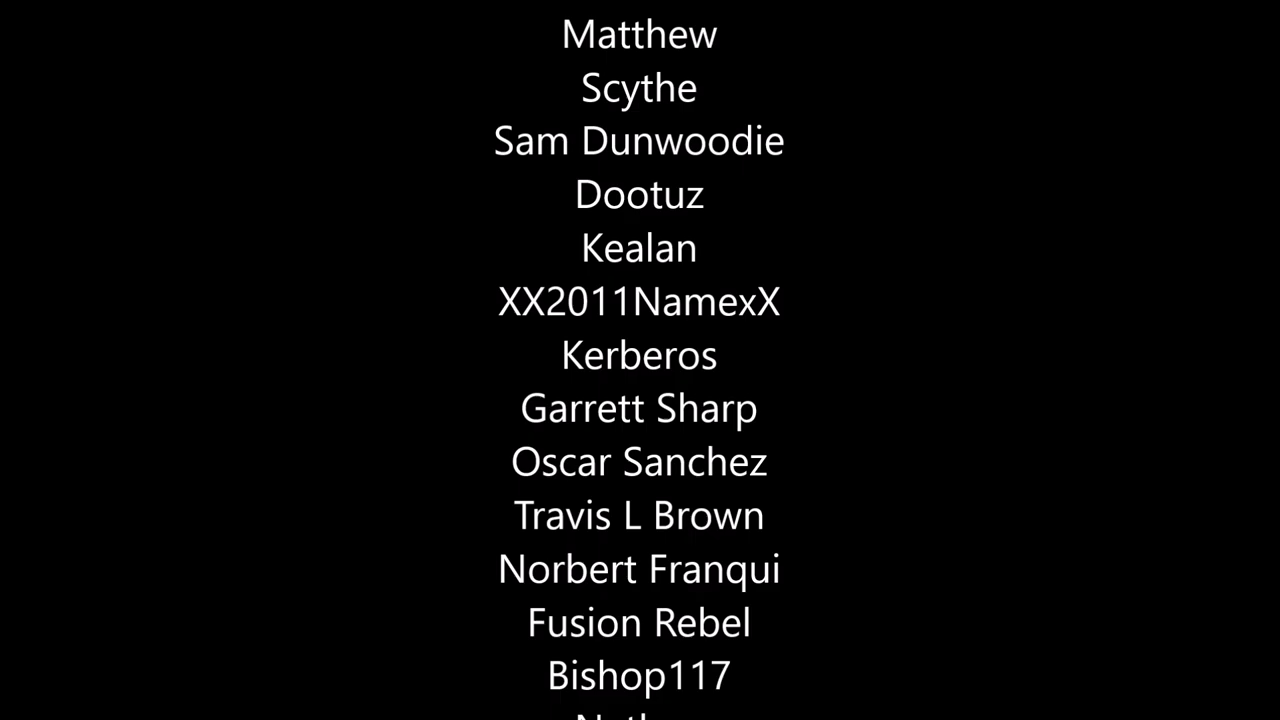 Matthew
Scythe
Sam Dunwoodie
Dootuz
Kealan
XX2011NamexX
Kerberos
Garrett Sharp
Oscar Sanchez
Travis L Brown
Norbert Franqui
Fusion Rebel
Bishop117